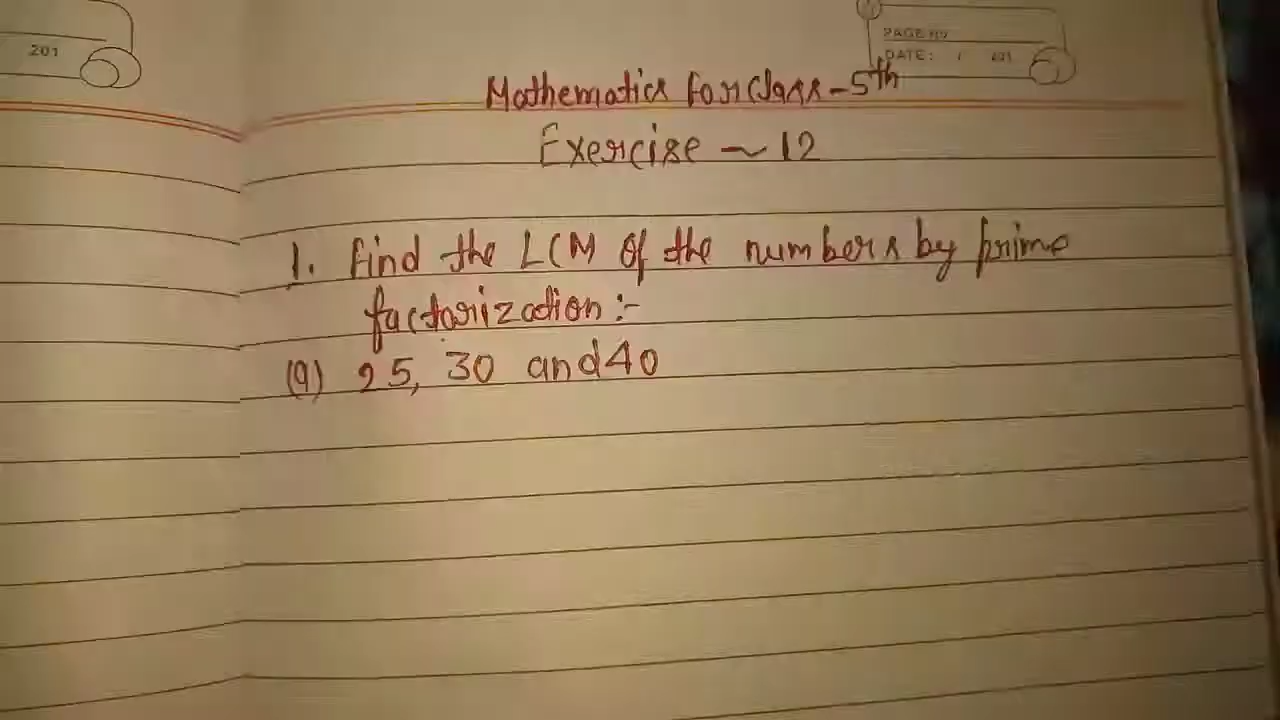 201
PAGE NO
DATE: / 201
Mathematics for class-5th
Exercise ~ 12
1. find the LCM of the numbers by prime
factorization:-
(a) 25, 30 and 40